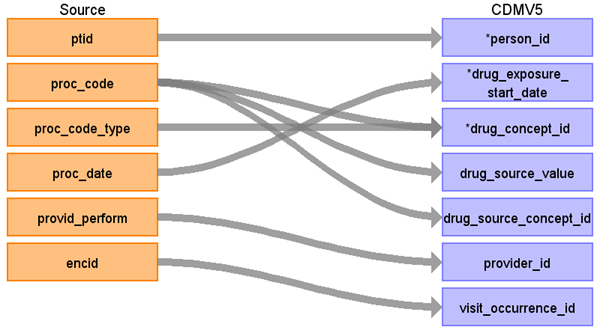 Source
CDMV5
ptid
*person_id
proc_code
*drug_exposure_
start_date
proc_code_type
*drug_concept_id
proc_date
drug_source_value
provid_perform
drug_source_concept_id
encid
provider_id
visit_occurrence_id